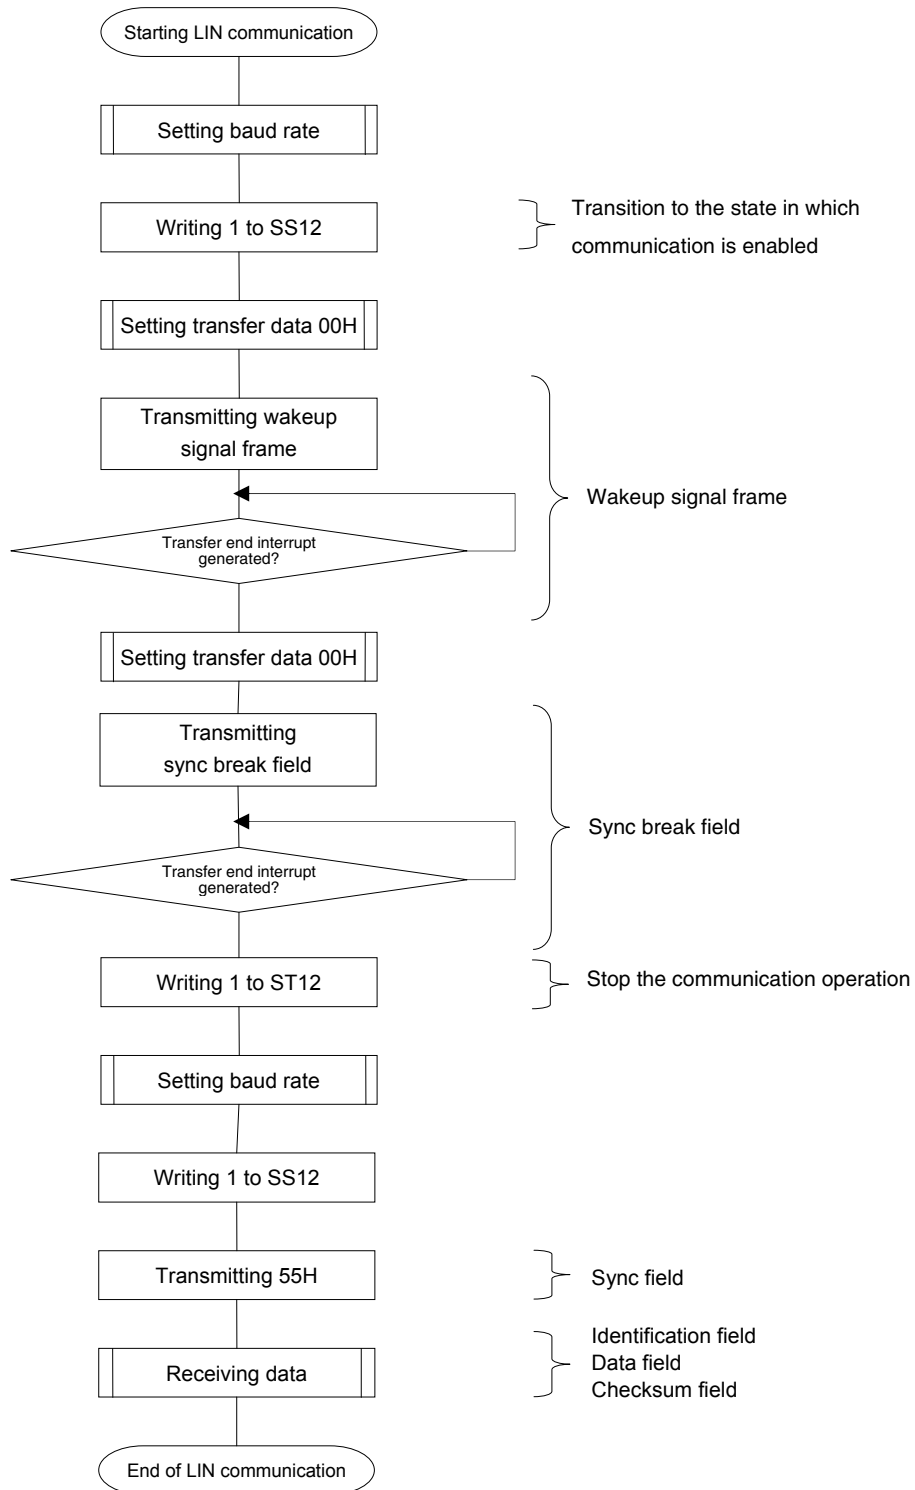 Starting LIN communication
Setting baud rate
Writing 1 to SS12
Transition to the state in which
communication is enabled
Setting transfer data 00H
Transmitting wakeup
signal frame
Wakeup signal frame
Transfer end interrupt
generated?
Setting transfer data 00H
Transmitting
sync break field
Sync break field
Transfer end interrupt
generated?
Writing 1 to ST12
Stop the communication operation
Setting baud rate
Writing 1 to SS12
Transmitting 55H
Sync field
Identification field
Data field
Checksum field
Receiving data
End of LIN communication